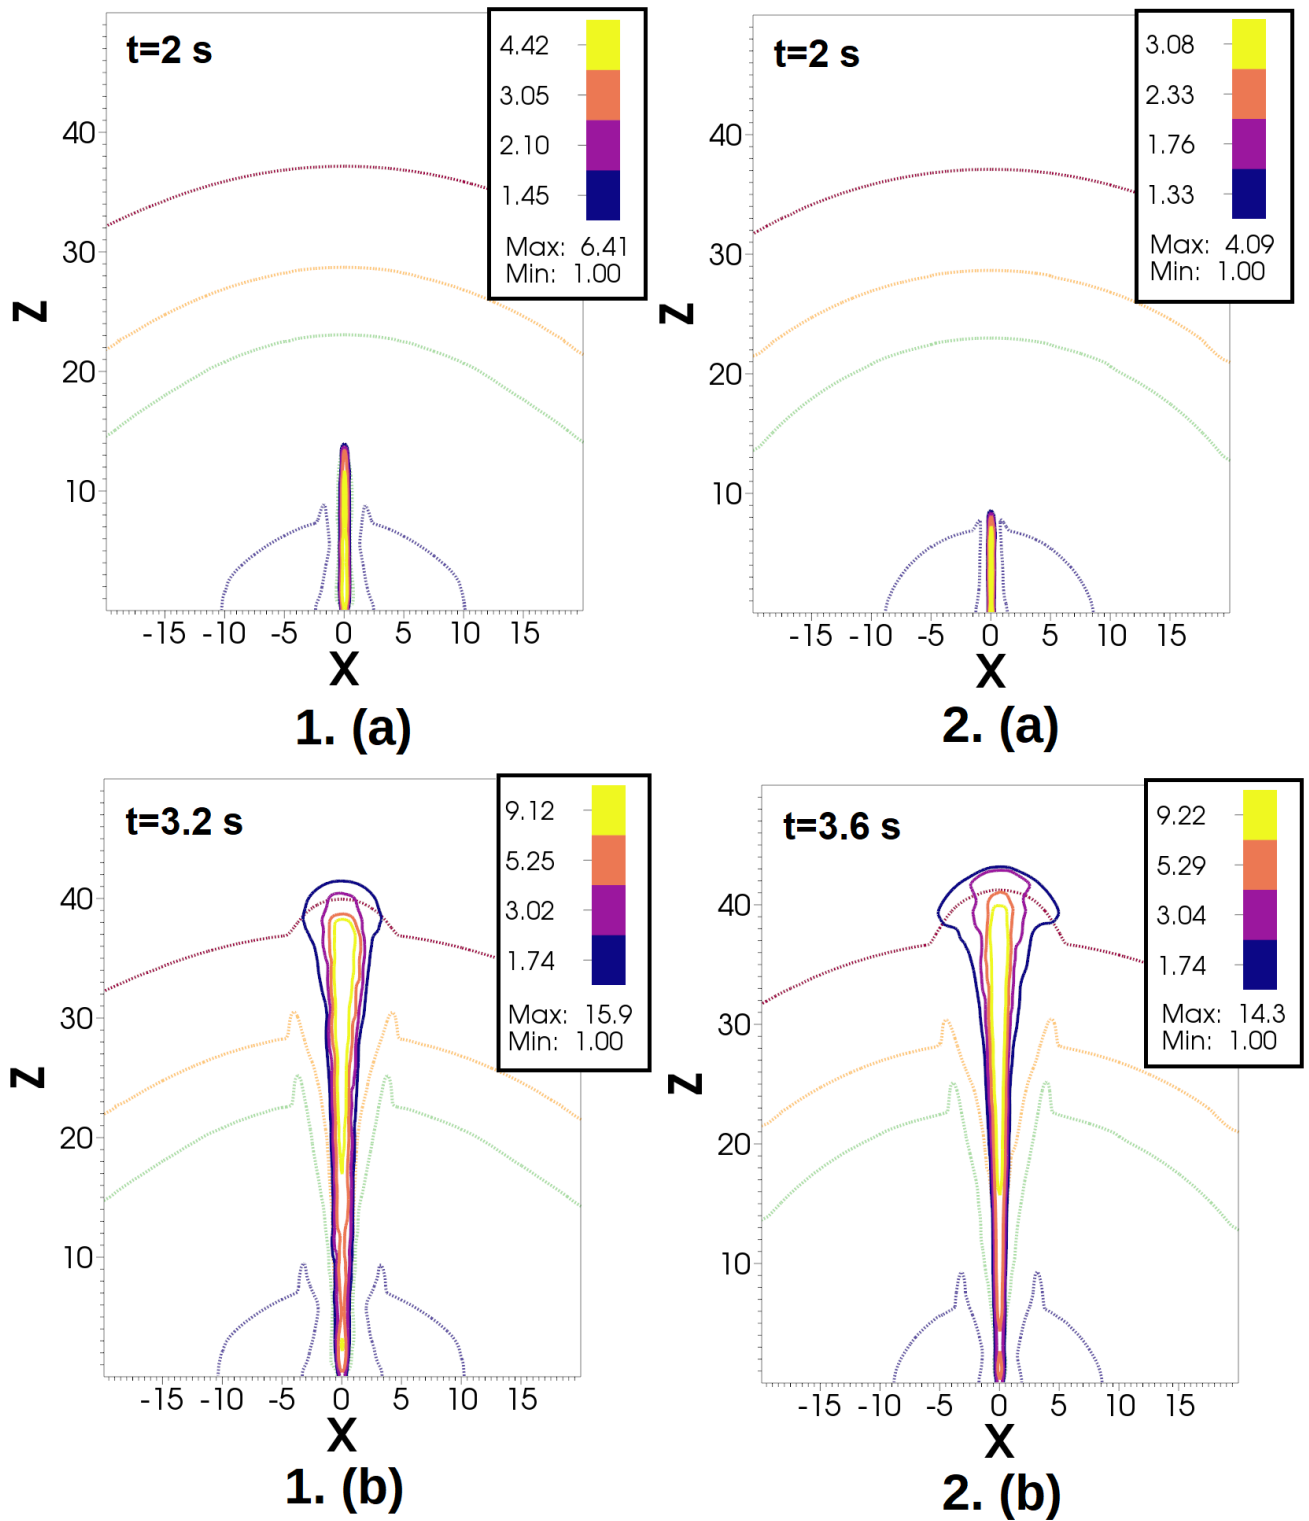 t=2 s
4.42
3.05
2.10
1.45
Max: 6.41
Min: 1.00
40
30
20
10
Z
-15 -10 -5 0 5 10 15
X
1. (a)
t=2 s
3.08
2.33
1.76
1.33
Max: 4.09
Min: 1.00
40
30
20
10
Z
-15 -10 -5 0 5 10 15
X
2. (a)
t=3.2 s
9.12
5.25
3.02
1.74
Max: 15.9
Min: 1.00
40
30
20
10
Z
-15 -10 -5 0 5 10 15
X
1. (b)
t=3.6 s
9.22
5.29
3.04
1.74
Max: 14.3
Min: 1.00
40
30
20
10
Z
-15 -10 -5 0 5 10 15
X
2. (b)